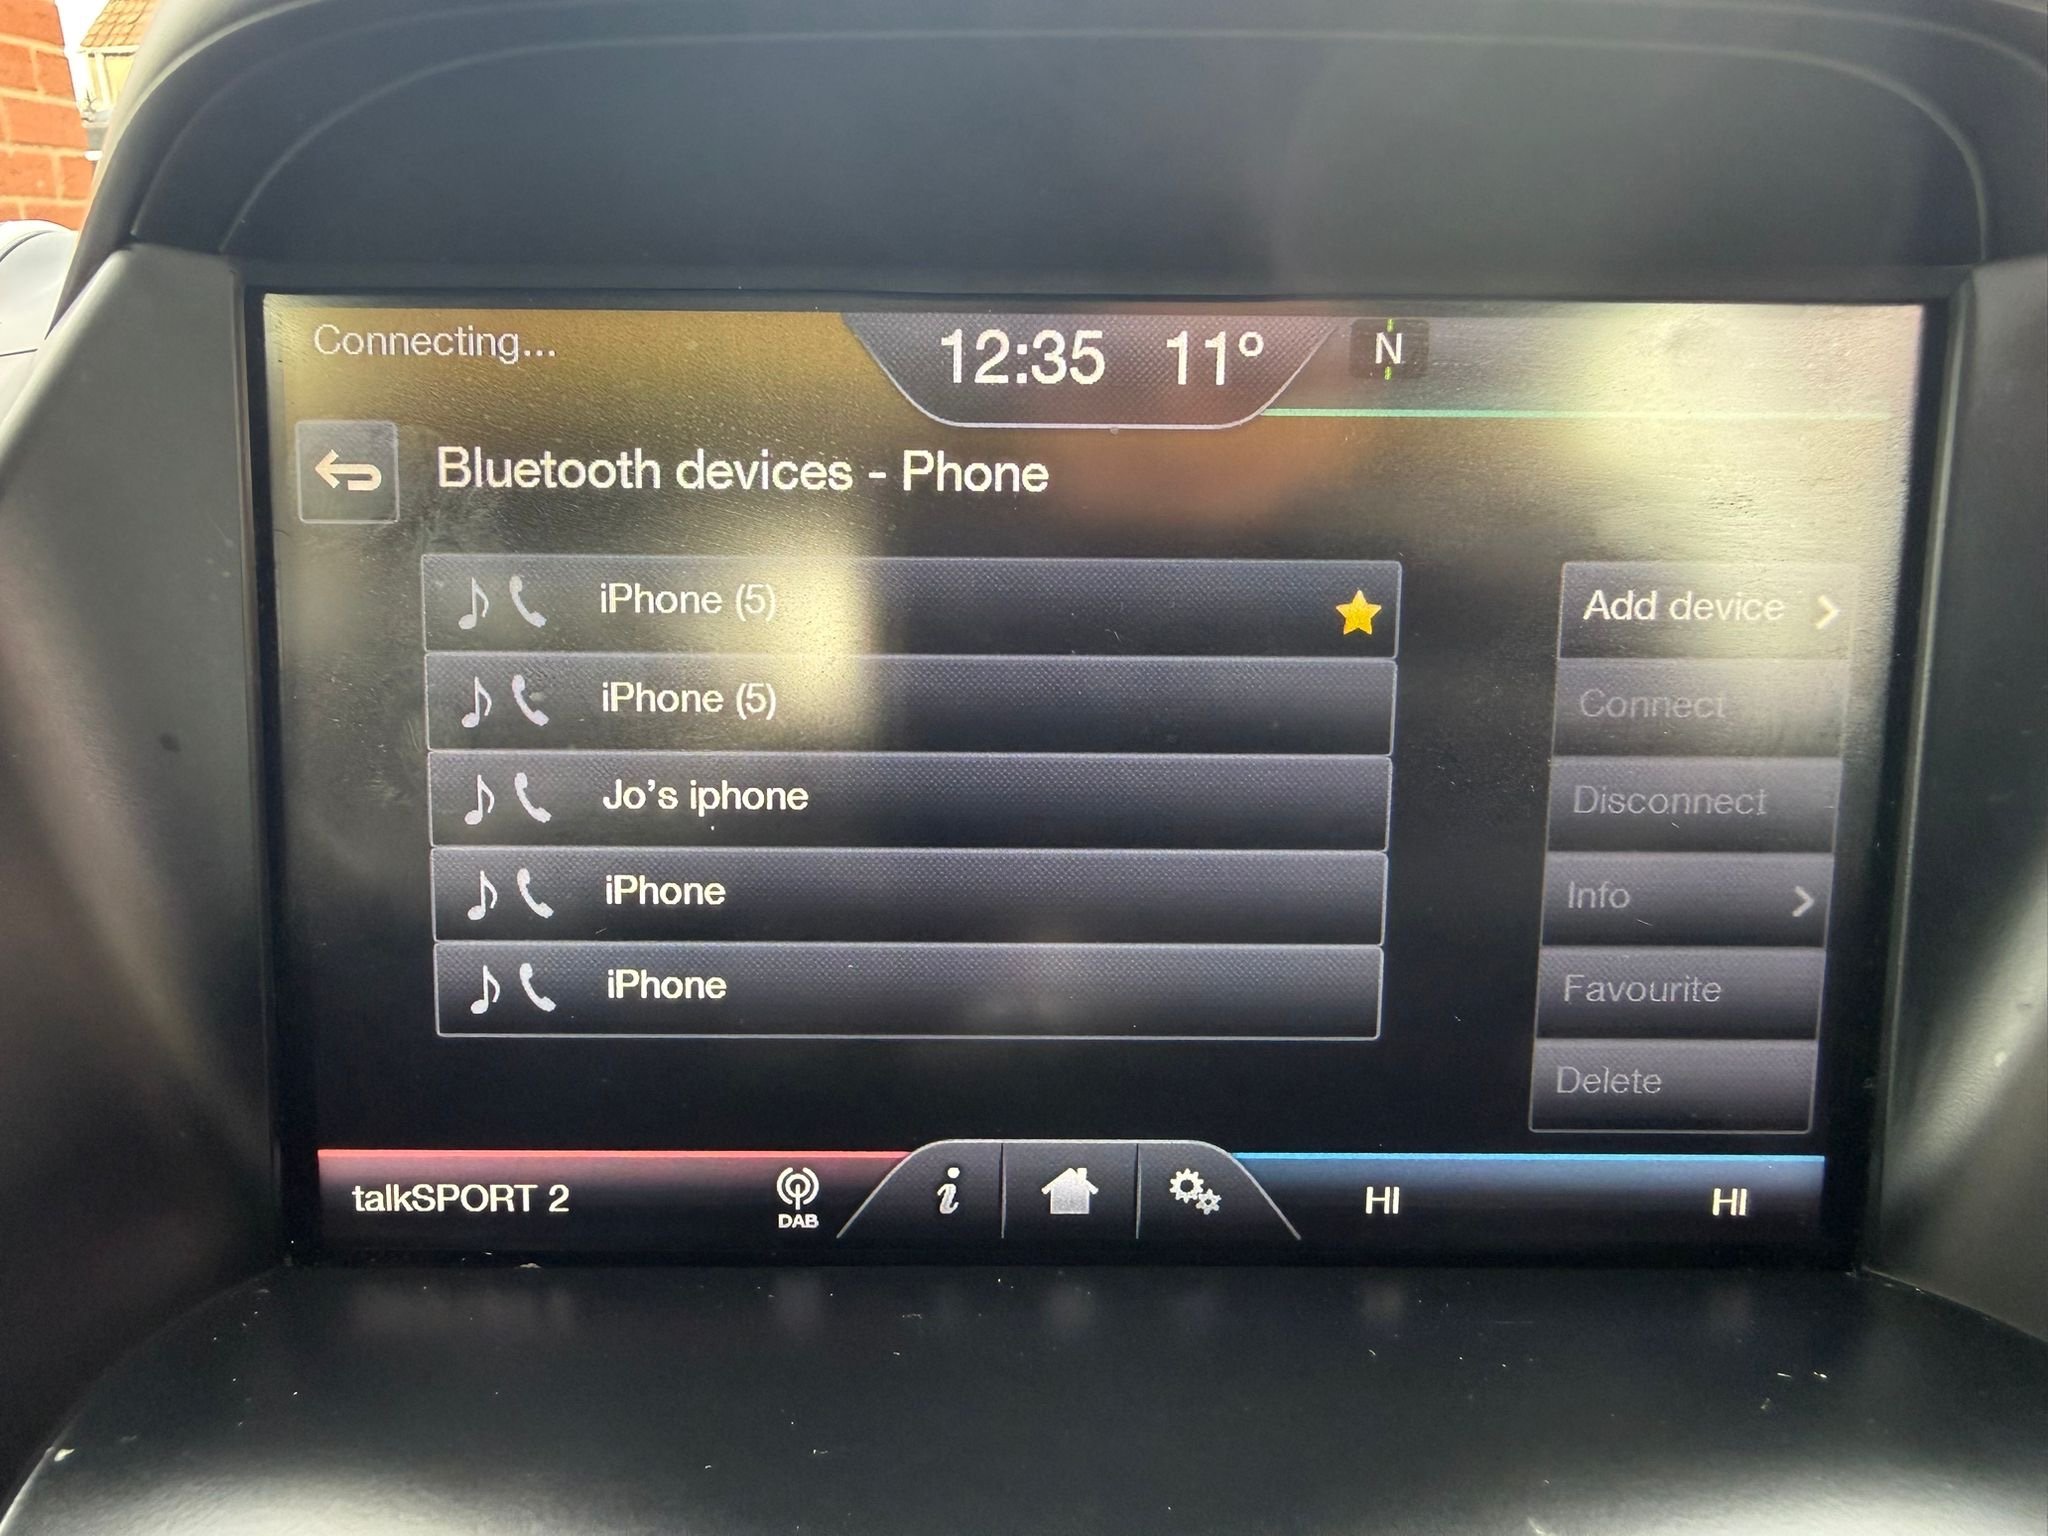 Connecting...
12:35 11° N
Bluetooth devices - Phone
iPhone (5)
iPhone (5)
Jo's iphone
iPhone
iPhone
Add device
Connect
Disconnect
Info
Favourite
Delete
talkSPORT 2
DAB
i
HI
HI